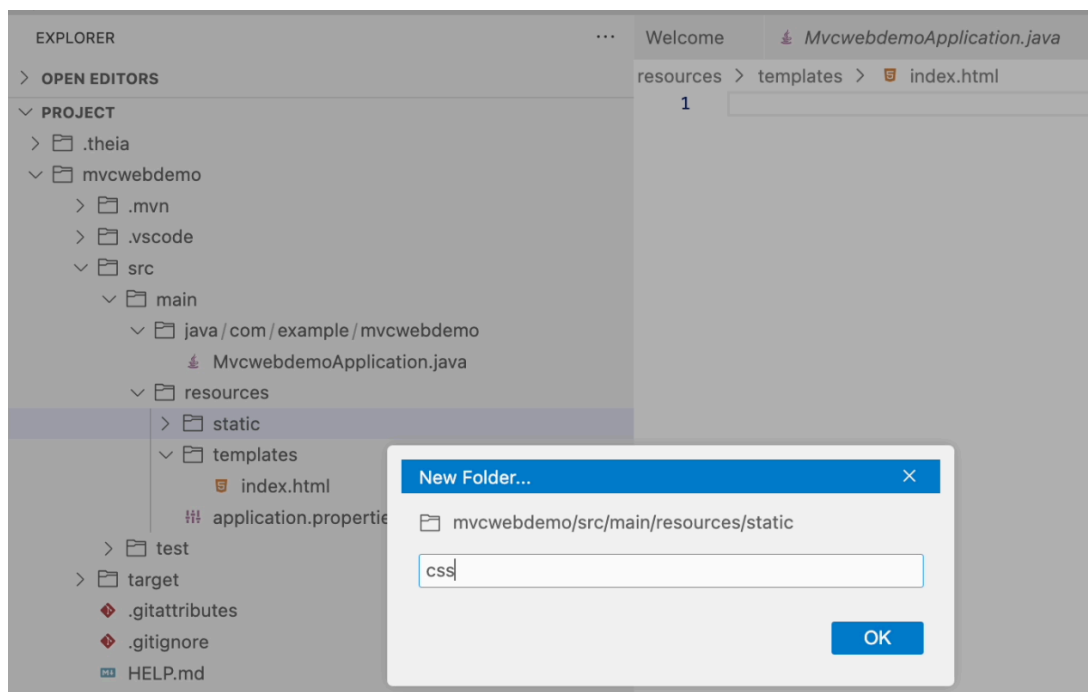 EXPLORER
...
OPEN EDITORS
PROJECT
.theia
mvcwebdemo
.mvn
.vscode
src
main
java/com/example/mvcwebdemo
MvcwebdemoApplication.java
resources
static
templates
index.html
application.propertie
test
target
.gitattributes
.gitignore
HELP.md
Welcome MvcwebdemoApplication.java
resources > templates > index.html
1
New Folder...
mvcwebdemo/src/main/resources/static
css
OK